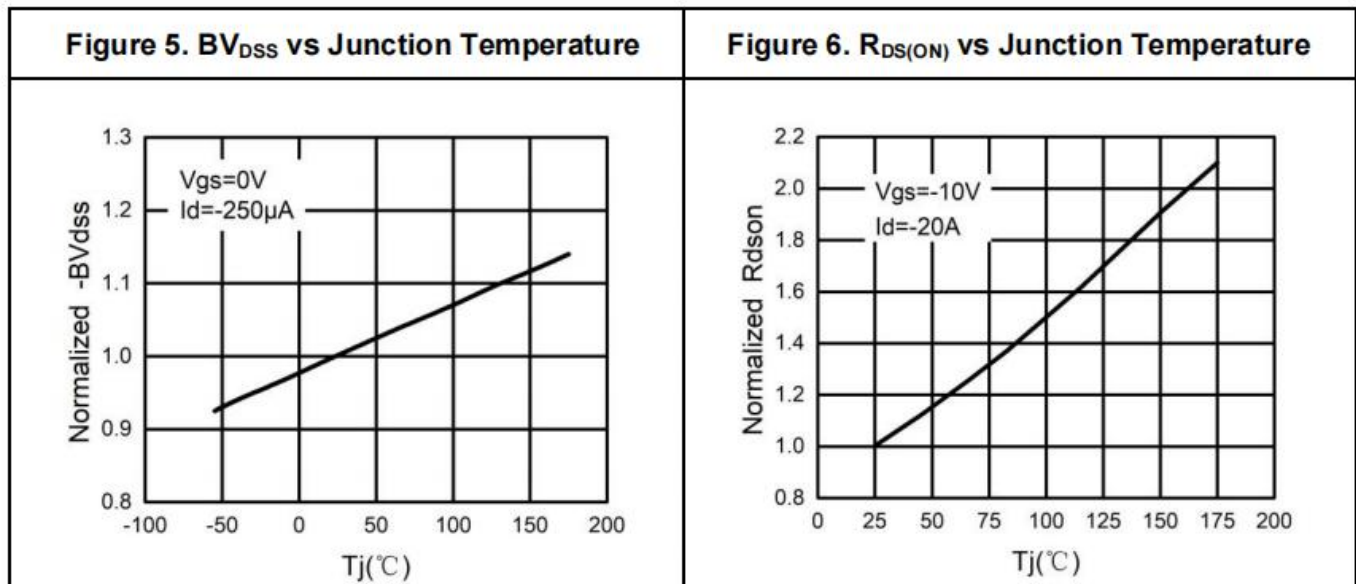 Figure 5. BVDSS vs Junction Temperature
Figure 6. RDS(ON) vs Junction Temperature
1.3
1.2
1.1
1.0
0.9
0.8
Normalized -BVdss
Vgs=0V
Id=-250μA
-100 -50 0 50 100 150 200
Tj(℃)
2.2
2.0
1.8
1.6
1.4
1.2
1.0
0.8
Normalized Rdson
Vgs=-10V
Id=-20A
0 25 50 75 100 125 150 175 200
Tj(℃)